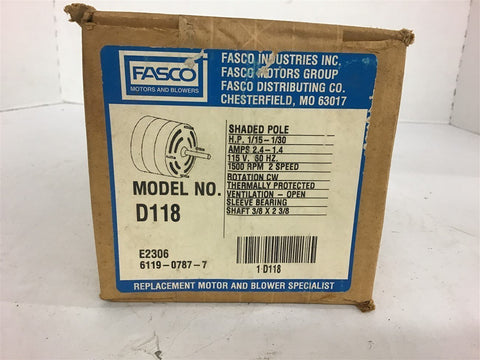 FASCO
MOTORS AND BLOWERS
FASCO INDUSTRIES INC.
FASCO MOTORS GROUP
FASCO DISTRIBUTING CO.
CHESTERFIELD, MO 63017
SHADED POLE
H.P. 1/15-1/30
AMPS 2.4-1.4
115 V. 60 HZ.
1500 RPM 2 SPEED
ROTATION CW
THERMALLY PROTECTED
VENTILATION - OPEN
SLEEVE BEARING
SHAFT 3/8 X 2 3/8
MODEL NO.
D118
E2306
6119-0787-7
1 D118
REPLACEMENT MOTOR AND BLOWER SPECIALIST